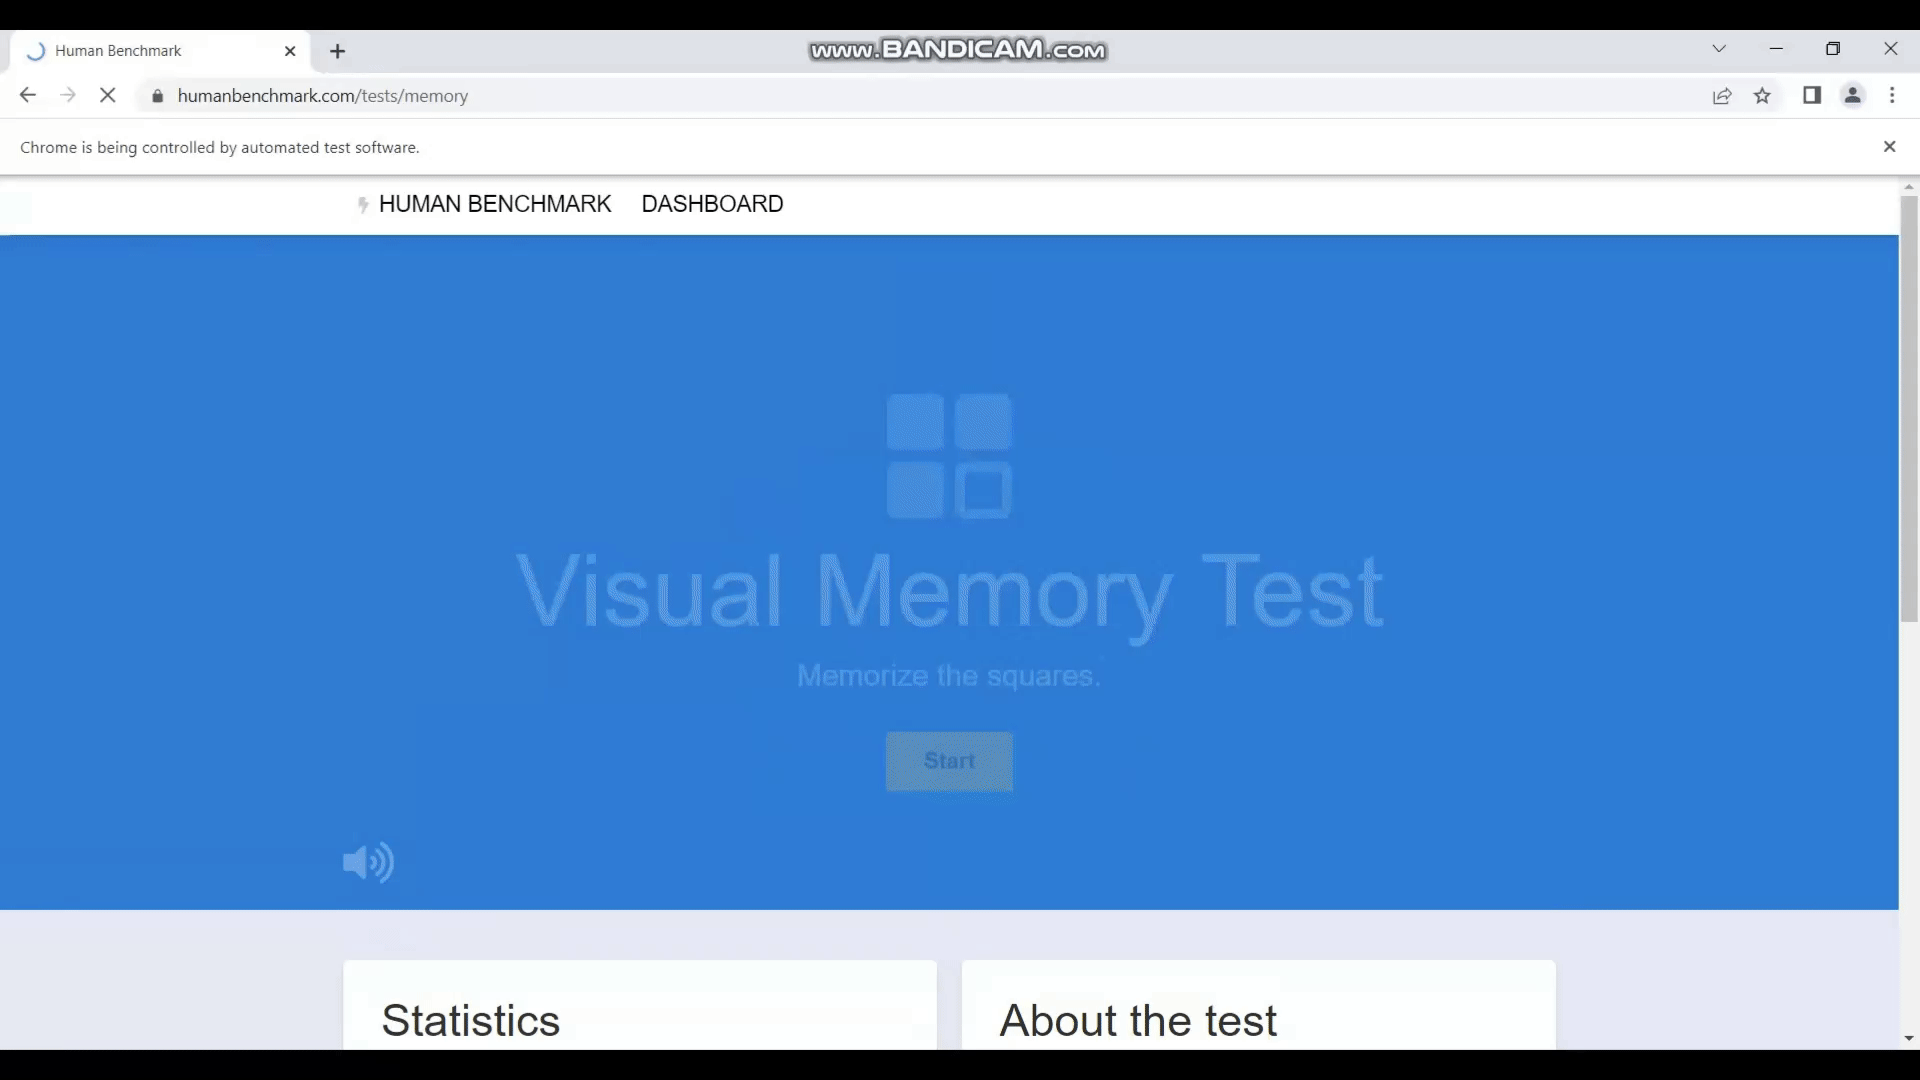 Human Benchmark
www.BANDICAM.com
humanbenchmark.com/tests/memory
Chrome is being controlled by automated test software.
HUMAN BENCHMARK DASHBOARD
Visual Memory Test
Memorize the squares.
Start
Statistics
About the test